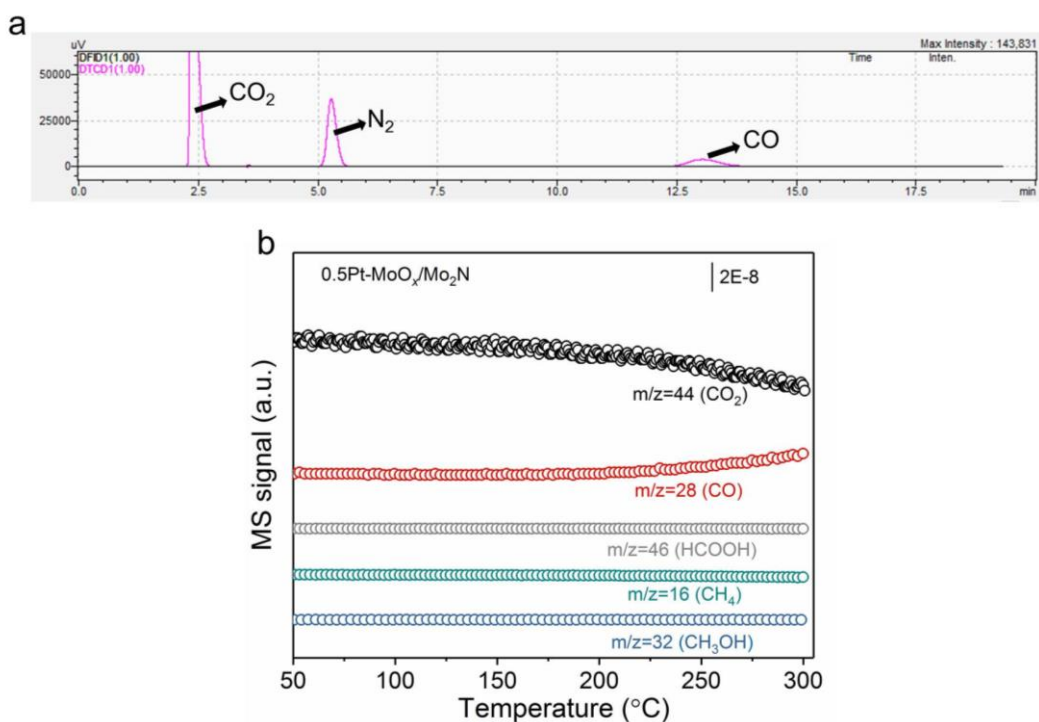 a
uV
Max Intensity : 143,831
DFID1(1.00)
Time Inten.
DTCD1(1.00)
50000
25000
0
CO₂
N₂
CO
0.0 2.5 5.0 7.5 10.0 12.5 15.0 17.5 min
b
0.5Pt-MoOₓ/Mo₂N
2E-8
MS signal (a.u.)
m/z=44 (CO₂)
m/z=28 (CO)
m/z=46 (HCOOH)
m/z=16 (CH₄)
m/z=32 (CH₃OH)
50 100 150 200 250 300
Temperature (°C)